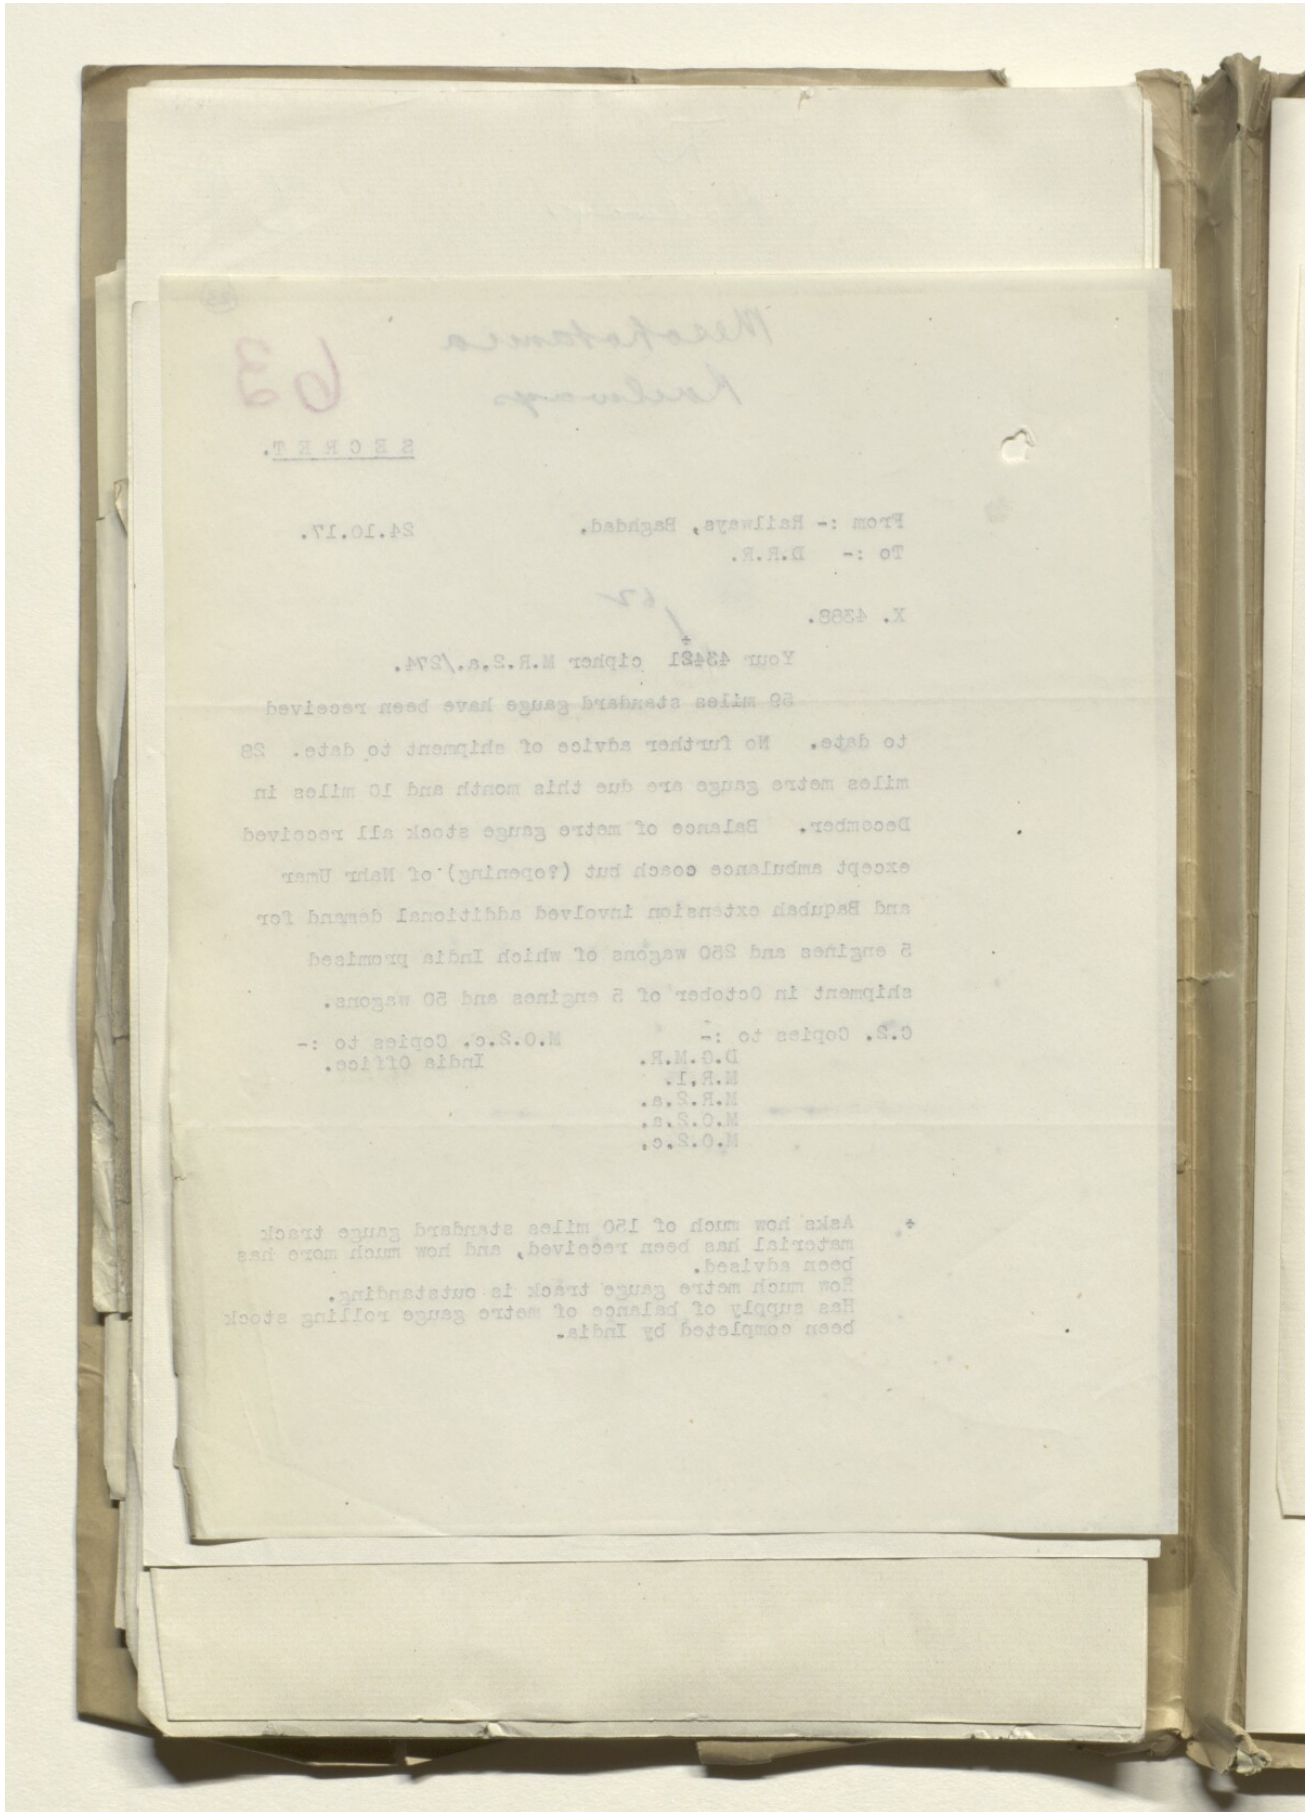 Mesopotamia
Railways
63
SECRET.
From :- Railways, Baghdad. 24.10.17.
To :- D.R.R.
X. 4388.
62
+
Your 43421 cipher M.R.2.a./274.
59 miles standard gauge have been received
to date. No further advice of shipment to date. 28
miles metre gauge are due this month and 10 miles in
December. Balance of metre gauge stock all received
except ambulance coach but (?opening) of Nahr Umar
and Baqubah extension involved additional demand for
5 engines and 250 wagons of which India promised
shipment in October of 5 engines and 50 wagons.
C.2. Copies to :- M.O.2.c. Copies to :-
D.G.M.R. India Office.
M.R.1.
M.R.2.a.
M.O.2.a.
M.O.2.c.
+. Asks how much of 150 miles standard gauge track
material has been received, and how much more has
been advised.
How much metre gauge track is outstanding.
Has supply of balance of metre gauge rolling stock
been completed by India.